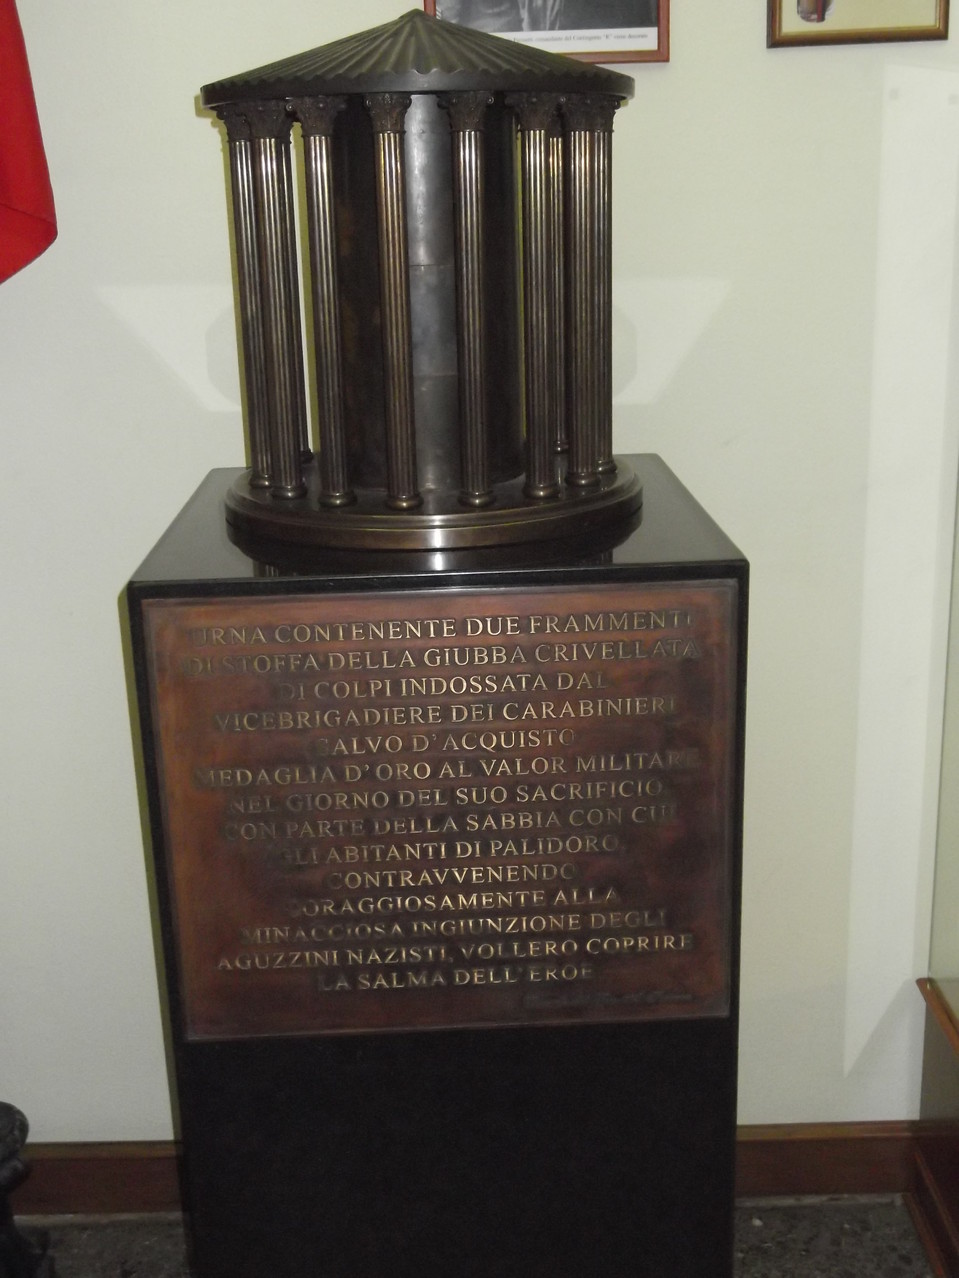 URNA CONTENENTE DUE FRAMMENTI
DI STOFFA DELLA GIUBBA CRIVELLATA
DI COLPI INDOSSATA DAL
VICEBRIGADIERE DEI CARABINIERI
SALVO D'ACQUISTO
MEDAGLIA D'ORO AL VALOR MILITARE
NEL GIORNO DEL SUO SACRIFICIO
CON PARTE DELLA SABBIA CON CUI
GLI ABITANTI DI PALIDORO,
CONTRAVVENENDO
CORAGGIOSAMENTE ALLA
MINACCIOSA INGIUNZIONE DEGLI
AGUZZINI NAZISTI, VOLLERO COPRIRE
LA SALMA DELL'EROE